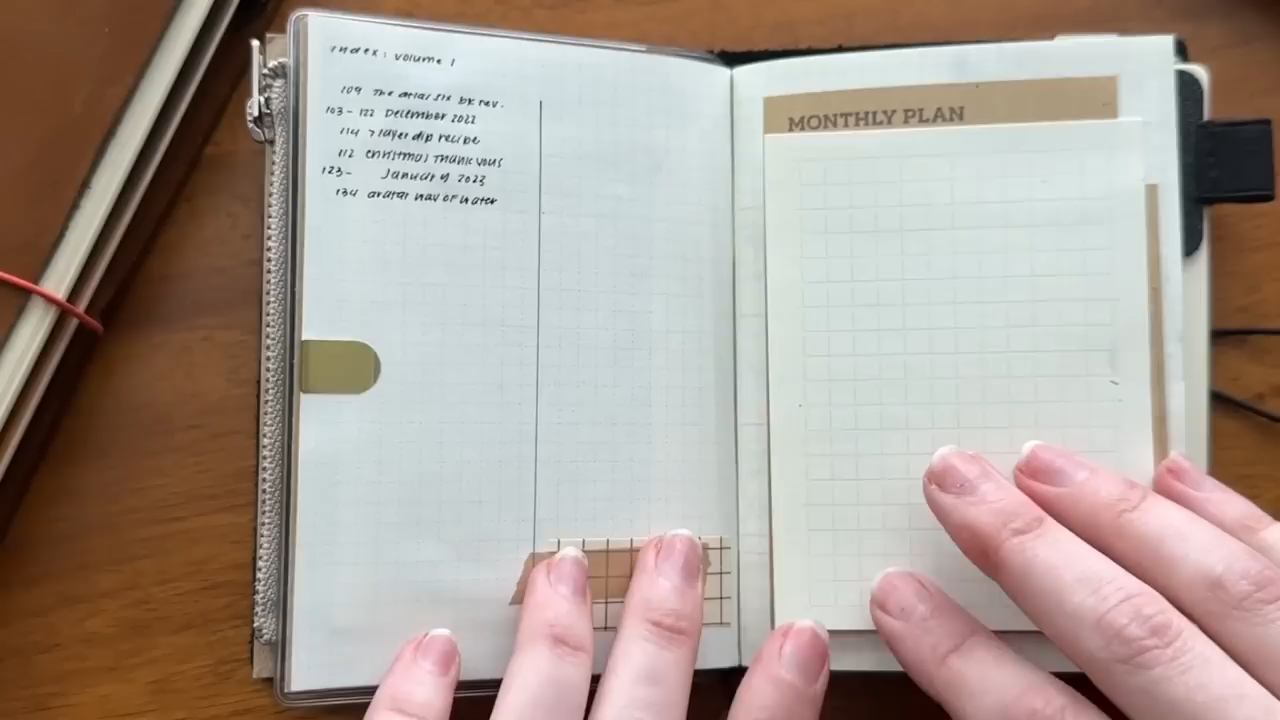 index: volume 1
109 The atlas six bk rev.
103- 122 December 2022
114 7 layer dip recipe
112 christmas thank yous
123- January 2023
134 avatar way of water
MONTHLY PLAN